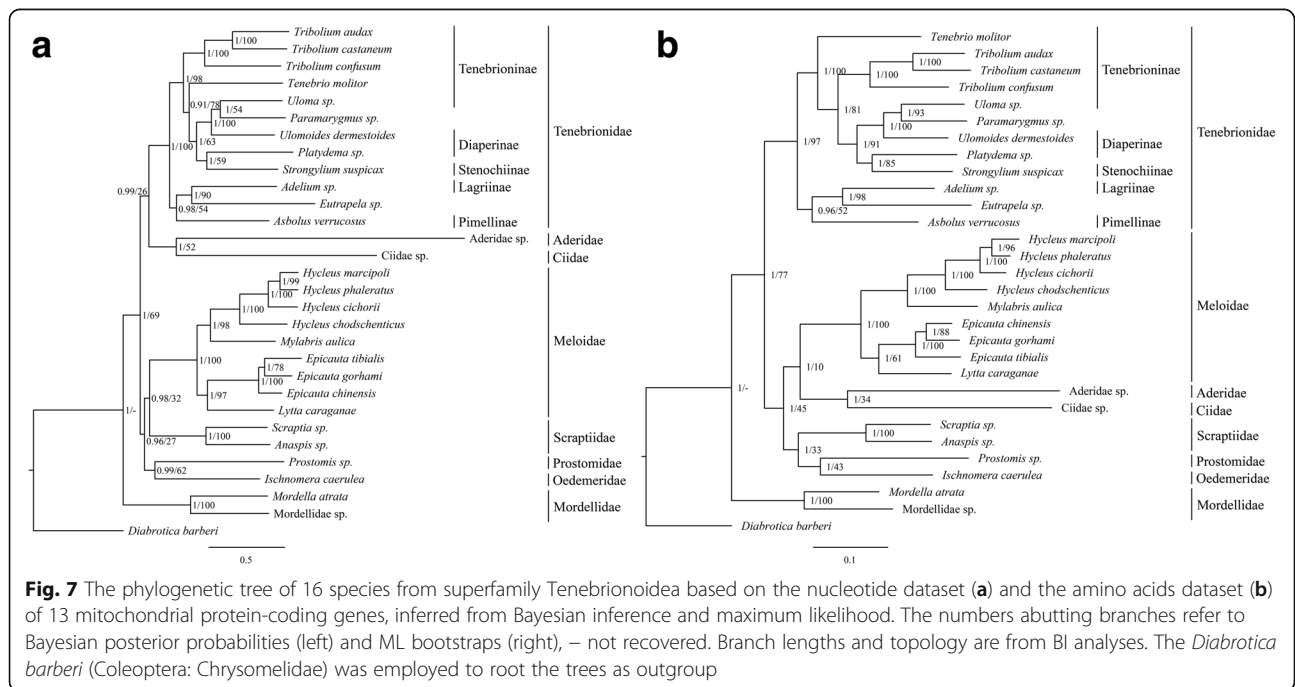 a
Tribolium audax
1/100
Tribolium castaneum
1/100
Tribolium confusum
Tenebrioninae
1/98
Tenebrio molitor
0.91/78
Uloma sp.
1/54
Paramarygmus sp.
1/100
Tenebrionidae
Ulomoides dermestoides
1/63
1/100
Diaperinae
Platydema sp.
1/59
Strongylium suspicax
Stenochiinae
0.99/26
Adelium sp.
Lagriinae
1/90
Eutrapela sp.
0.98/54
Asbolus verrucosus
Pimellinae
Aderidae sp.
Aderidae
1/52
Ciidae sp.
Ciidae
Hycleus marcipoli
1/99
Hycleus phaleratus
1/100
Hycleus cichorii
1/100
1/69
Hycleus chodschenticus
1/98
Mylabris aulica
Meloidae
1/100
Epicauta tibialis
1/78
Epicauta gorhami
0.98/32
1/100
Epicauta chinensis
1/97
1/-
Lytta caraganae
Scraptia sp.
0.96/27
1/100
Scraptiidae
Anaspis sp.
Prostomis sp.
Prostomidae
0.99/62
Ischnomera caerulea
Oedemeridae
Mordella atrata
1/100
Mordellidae
Mordellidae sp.
Diabrotica barberi
0.5
b
Tenebrio molitor
Tribolium audax
1/100
1/100
Tribolium castaneum
Tenebrioninae
1/100
Tribolium confusum
Uloma sp.
1/81
1/93
Paramarygmus sp.
1/100
Tenebrionidae
Ulomoides dermestoides
1/97
1/91
Diaperinae
Platydema sp.
1/85
Strongylium suspicax
Stenochiinae
Adelium sp.
Lagriinae
1/98
Eutrapela sp.
0.96/52
Asbolus verrucosus
Pimellinae
Hycleus marcipoli
1/96
Hycleus phaleratus
1/100
Hycleus cichorii
1/77
1/100
Hycleus chodschenticus
1/100
Mylabris aulica
Meloidae
1/100
Epicauta chinensis
1/88
Epicauta gorhami
1/100
Epicauta tibialis
1/61
1/10
Lytta caraganae
1/-
Aderidae sp.
Aderidae
1/34
Ciidae sp.
Ciidae
1/45
Scraptia sp.
1/100
Scraptiidae
Anaspis sp.
1/33
Prostomis sp.
Prostomidae
1/43
Ischnomera caerulea
Oedemeridae
Mordella atrata
1/100
Mordellidae
Mordellidae sp.
Diabrotica barberi
0.1
Fig. 7 The phylogenetic tree of 16 species from superfamily Tenebrionoidea based on the nucleotide dataset (a) and the amino acids dataset (b)
of 13 mitochondrial protein-coding genes, inferred from Bayesian inference and maximum likelihood. The numbers abutting branches refer to
Bayesian posterior probabilities (left) and ML bootstraps (right), – not recovered. Branch lengths and topology are from BI analyses. The Diabrotica
barberi (Coleoptera: Chrysomelidae) was employed to root the trees as outgroup